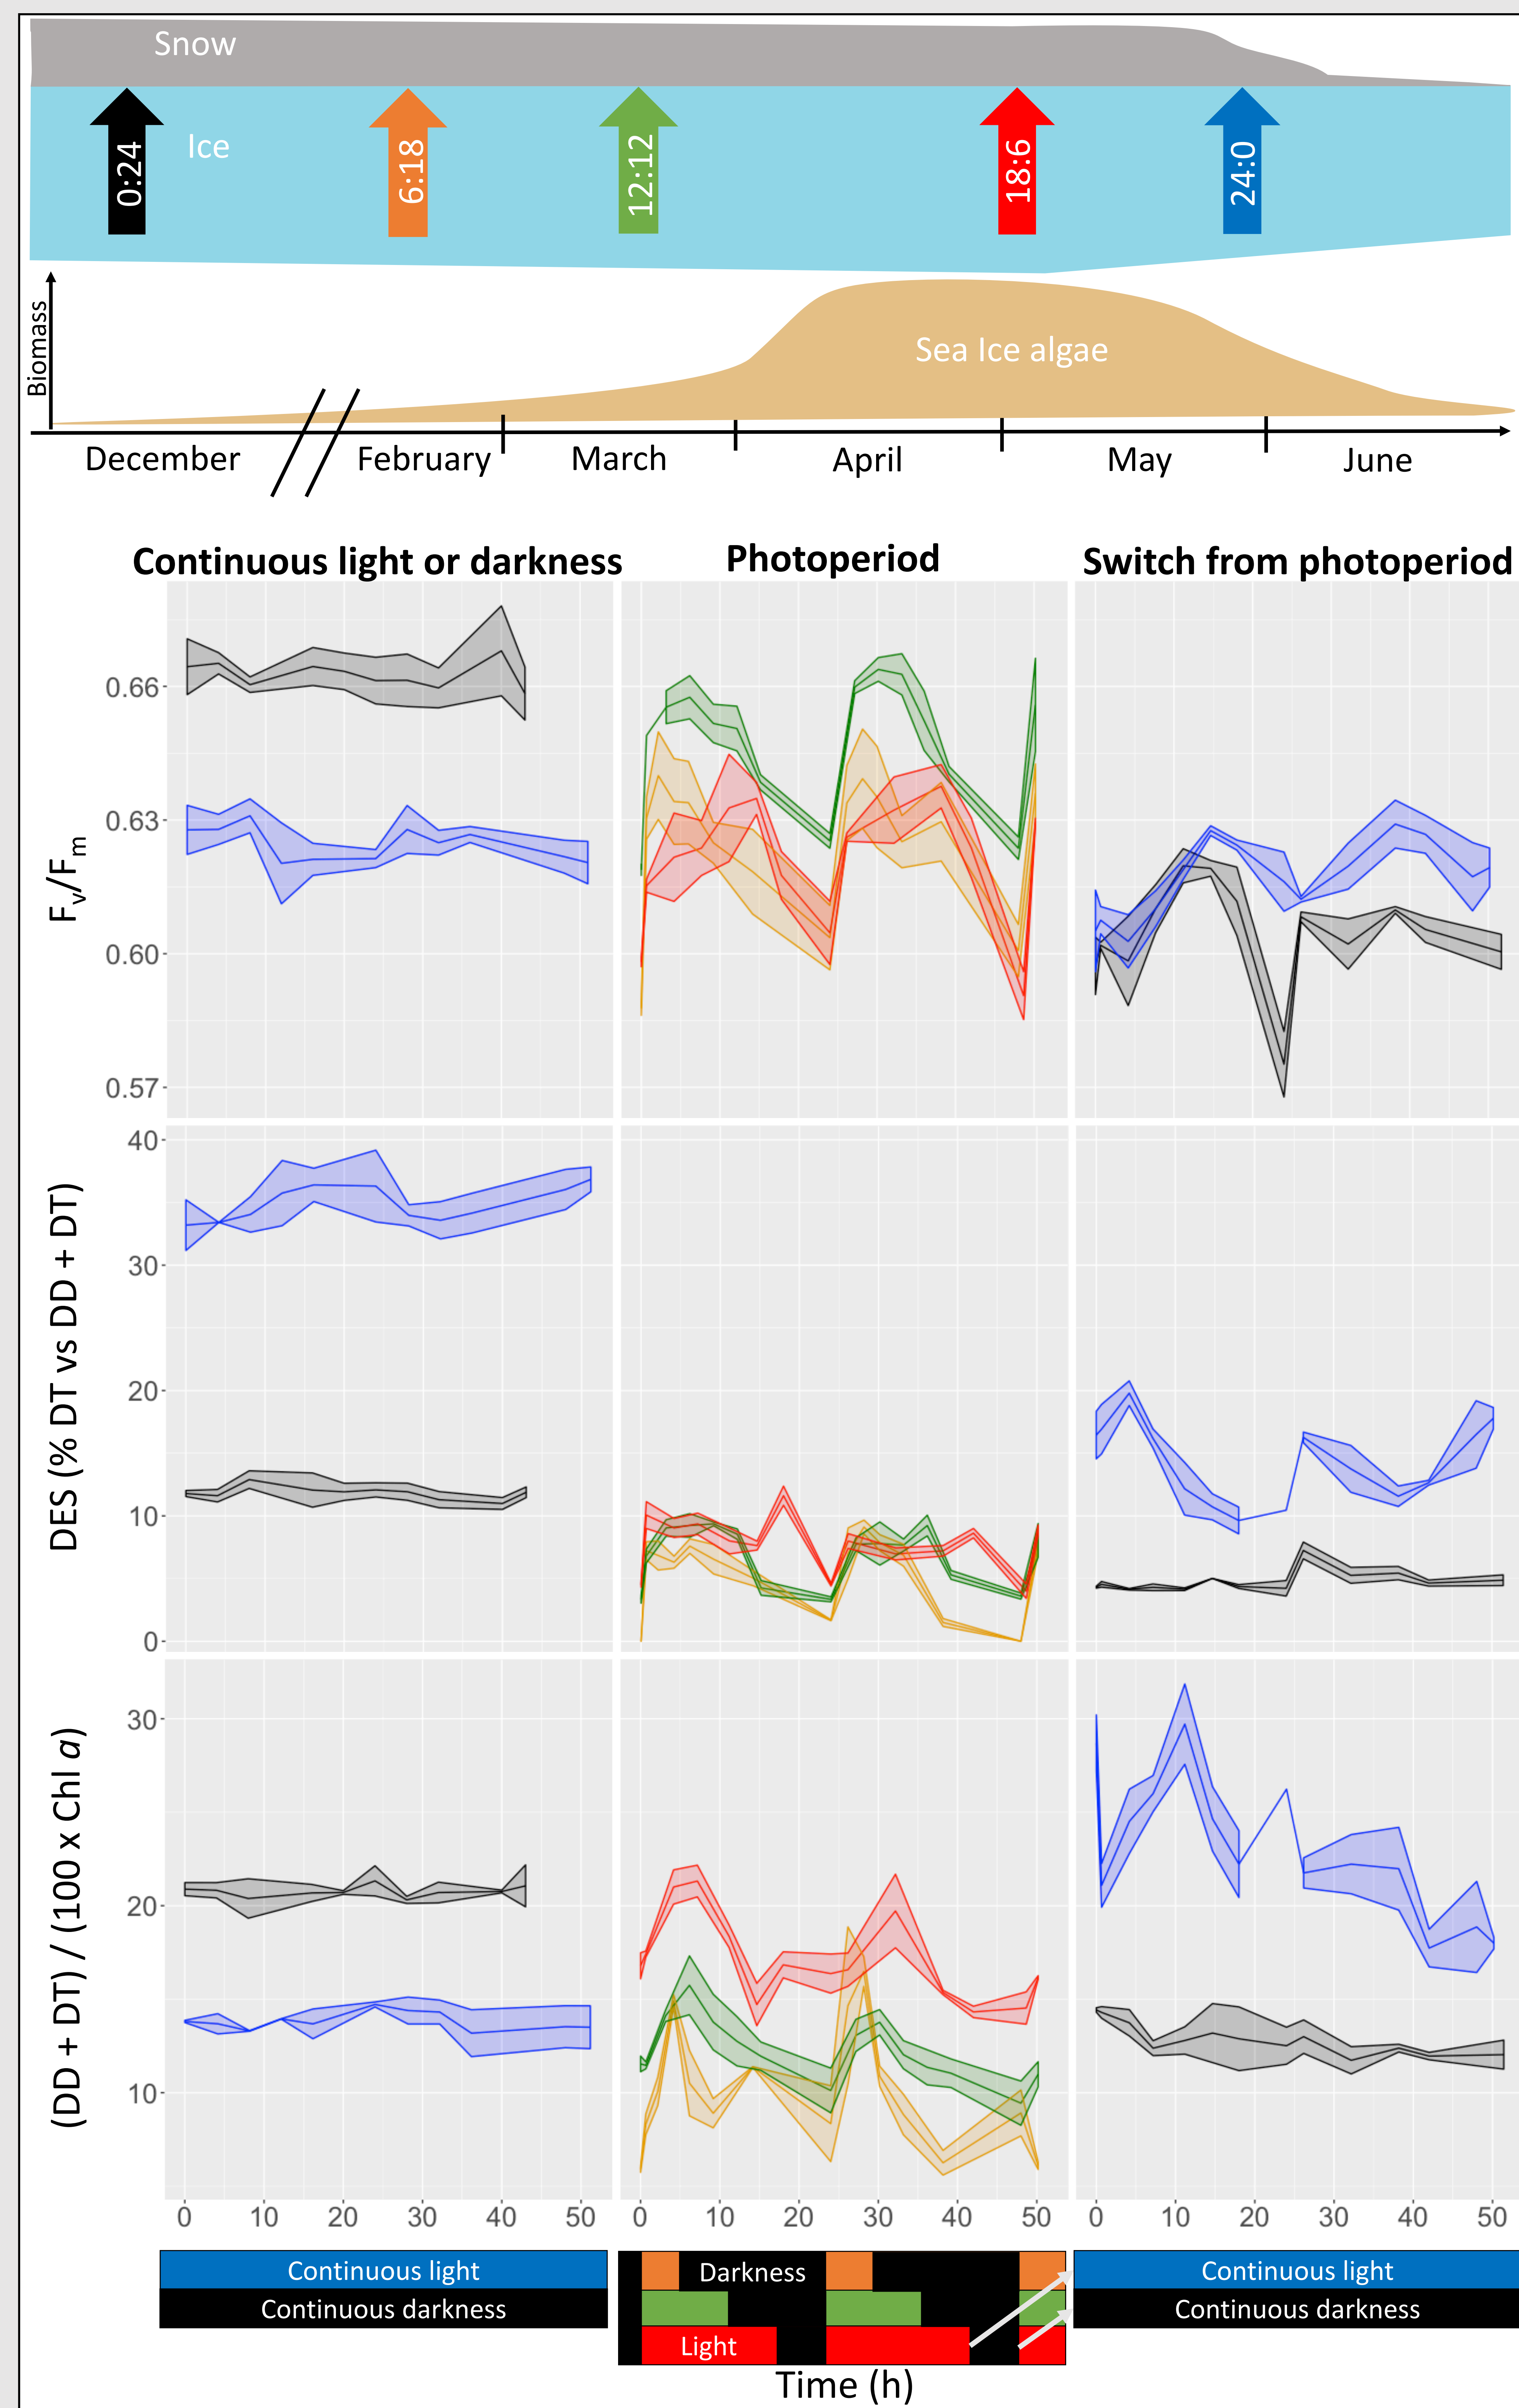 Snow
Ice
0:24
6:18
12:12
18:6
24:0
Biomass
Sea Ice algae
December
February
March
April
May
June
Continuous light or darkness
Photoperiod
Switch from photoperiod
Fv/Fm
0.66
0.63
0.60
0.57
DES (% DT vs DD + DT)
40
30
20
10
0
(DD + DT) / (100 x Chl a)
30
20
10
0 10 20 30 40 50
0 10 20 30 40 50
0 10 20 30 40 50
Continuous light
Continuous darkness
Darkness
Light
Continuous light
Continuous darkness
Time (h)